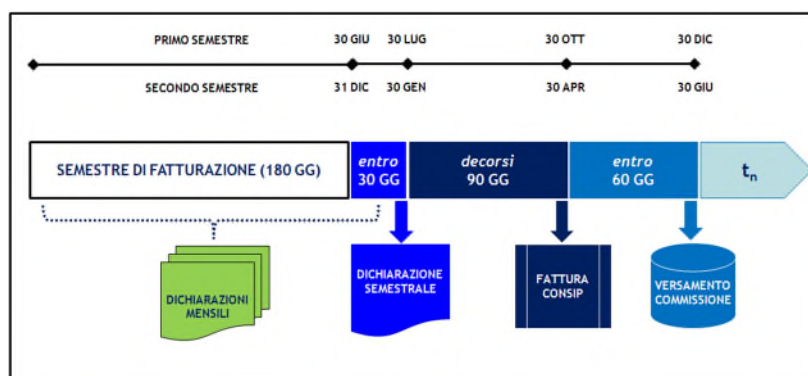 PRIMO SEMESTRE 30 GIU 30 LUG 30 OTT 30 DIC
SECONDO SEMESTRE 31 DIC 30 GEN 30 APR 30 GIU
SEMESTRE DI FATTURAZIONE (180 GG)
entro
30 GG
decorsi
90 GG
entro
60 GG
tn
DICHIARAZIONI
MENSILI
DICHIARAZIONE
SEMESTRALE
FATTURA
CONSIP
VERSAMENTO
COMMISSIONE